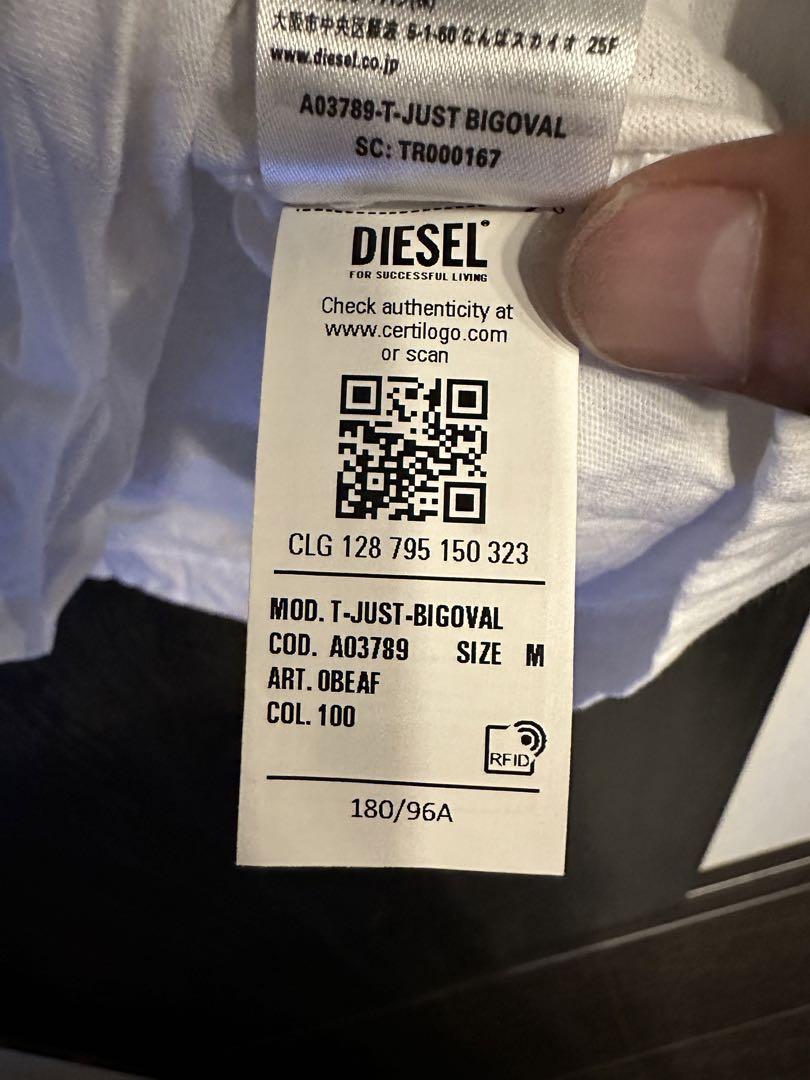 大阪市中央区難波 5-1-60 なんばスカイオ 25F
www.diesel.co.jp
A03789-T-JUST BIGOVAL
SC: TR000167
DIESEL®
FOR SUCCESSFUL LIVING
Check authenticity at
www.certilogo.com
or scan
CLG 128 795 150 323
MOD. T-JUST-BIGOVAL
COD. A03789 SIZE M
ART. 0BEAF
COL. 100
RFID
180/96A